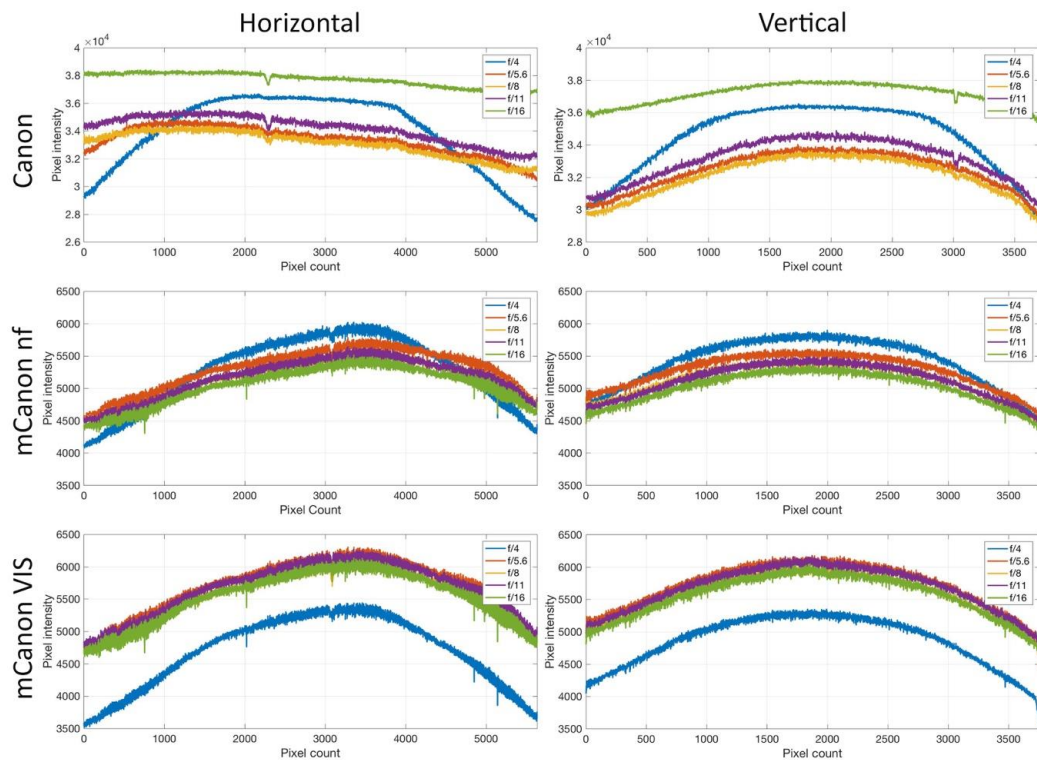 Horizontal
Vertical
Canon
×10⁴
4
3.8
3.6
3.4
3.2
3
2.8
2.6
Pixel intensity
0 1000 2000 3000 4000 5000
Pixel count
f/4
f/5.6
f/8
f/11
f/16
×10⁴
4
3.8
3.6
3.4
3.2
3
2.8
Pixel intensity
0 500 1000 1500 2000 2500 3000 3500
Pixel count
f/4
f/5.6
f/8
f/11
f/16
mCanon nf
6500
6000
5500
5000
4500
4000
3500
Pixel intensity
0 1000 2000 3000 4000 5000
Pixel Count
f/4
f/5.6
f/8
f/11
f/16
6500
6000
5500
5000
4500
4000
3500
Pixel intensity
0 500 1000 1500 2000 2500 3000 3500
Pixel count
f/4
f/5.6
f/8
f/11
f/16
mCanon VIS
6500
6000
5500
5000
4500
4000
3500
Pixel intensity
0 1000 2000 3000 4000 5000
Pixel count
f/4
f/5.6
f/8
f/11
f/16
6500
6000
5500
5000
4500
4000
3500
Pixel intensity
0 500 1000 1500 2000 2500 3000 3500
Pixel count
f/4
f/5.6
f/8
f/11
f/16